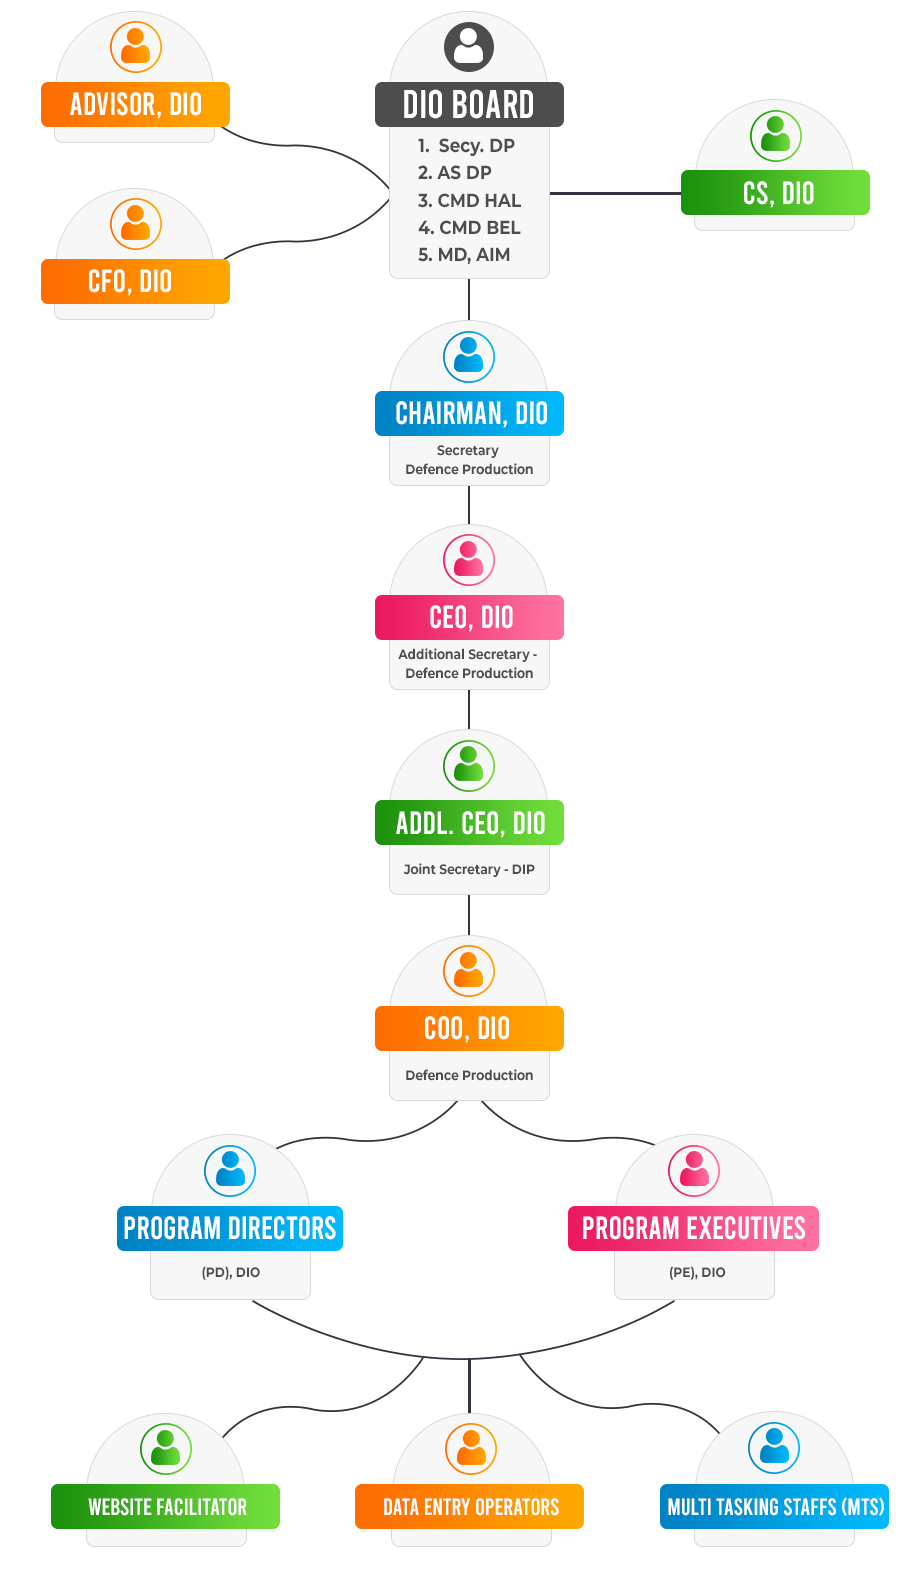 ADVISOR, DIO
DIO BOARD
1. Secy. DP
2. AS DP
3. CMD HAL
4. CMD BEL
5. MD, AIM
CS, DIO
CFO, DIO
CHAIRMAN, DIO
Secretary
Defence Production
CEO, DIO
Additional Secretary -
Defence Production
ADDL. CEO, DIO
Joint Secretary - DIP
COO, DIO
Defence Production
PROGRAM DIRECTORS
(PD), DIO
PROGRAM EXECUTIVES
(PE), DIO
WEBSITE FACILITATOR
DATA ENTRY OPERATORS
MULTI TASKING STAFFS (MTS)